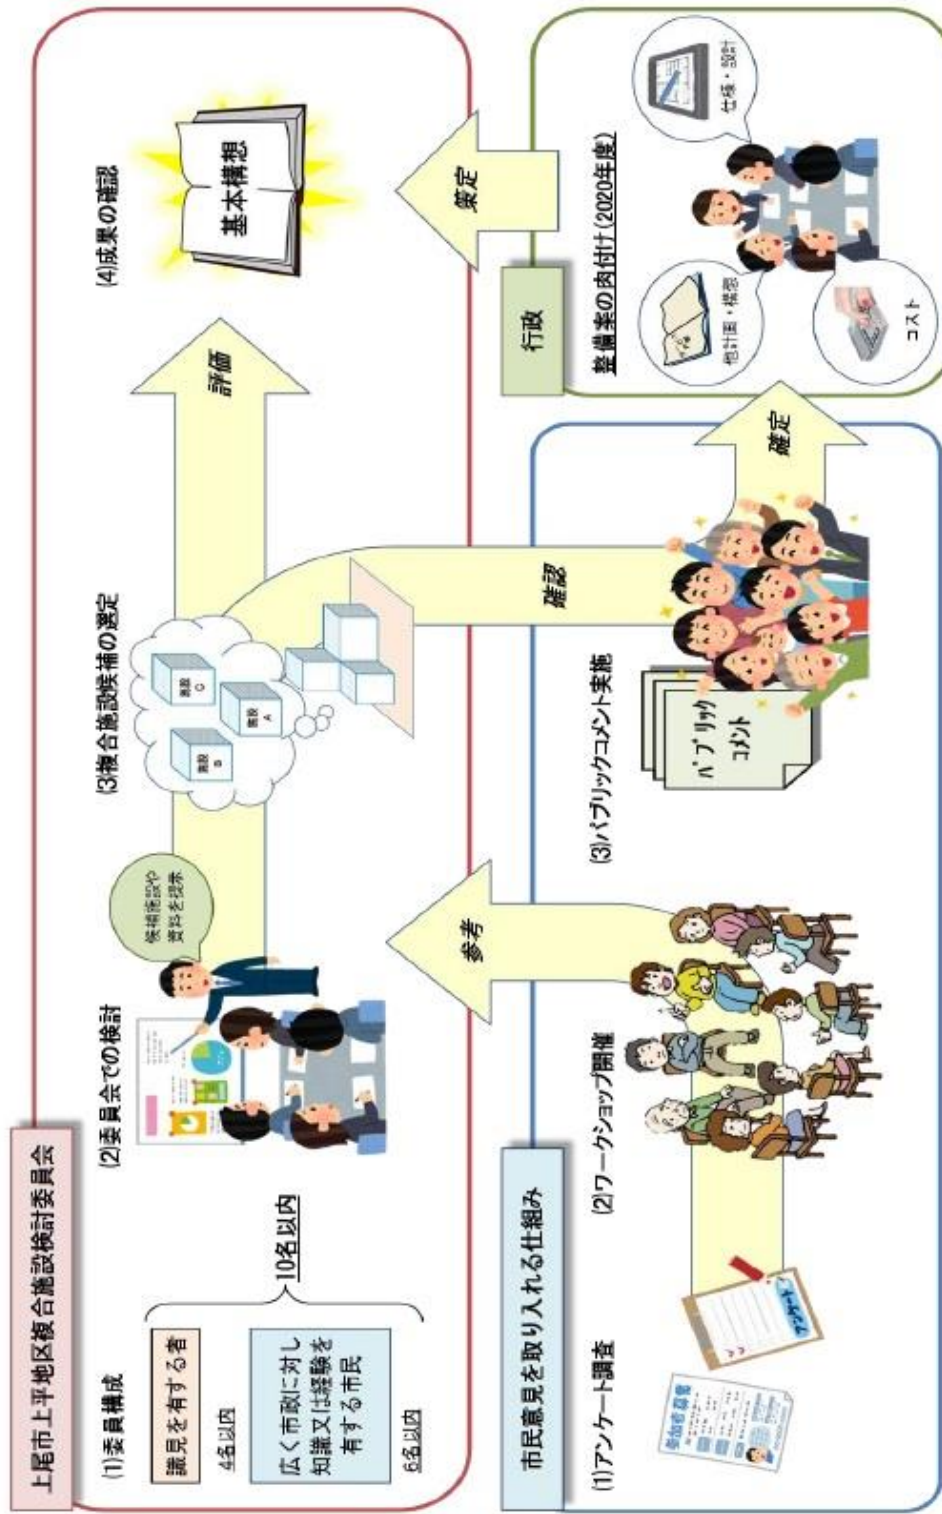 上尾市上平地区複合施設検討委員会
(1)委員構成
識見を有する者
4名以内
広く市政に対し
知識又は経験を
有する市民
6名以内
10名以内
(2)委員会での検討
候補施設や
資料を提示
(3)複合施設候補の選定
施設
B
施設
A
施設
C
評価
(4)成果の確認
基本構想
市民意見を取り入れる仕組み
(1)アンケート調査
参加者募集
アンケート
(2)ワークショップ開催
参考
(3)パブリックコメント実施
パブリック
コメント
確認
確定
行政
整備案の肉付け(2020年度)
他計画・構想
コスト
仕様・設計
策定